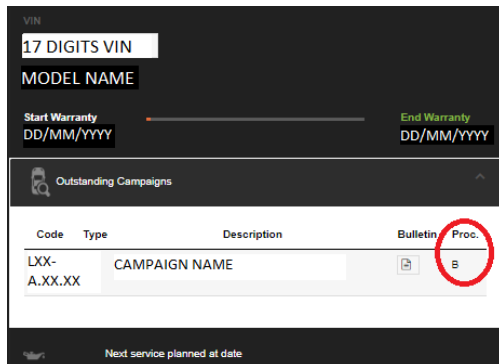 VIN
17 DIGITS VIN
MODEL NAME
Start Warranty End Warranty
DD/MM/YYYY DD/MM/YYYY
Outstanding Campaigns
Code Type Description Bulletin Proc.
LXX- CAMPAIGN NAME B
A.XX.XX
Next service planned at date